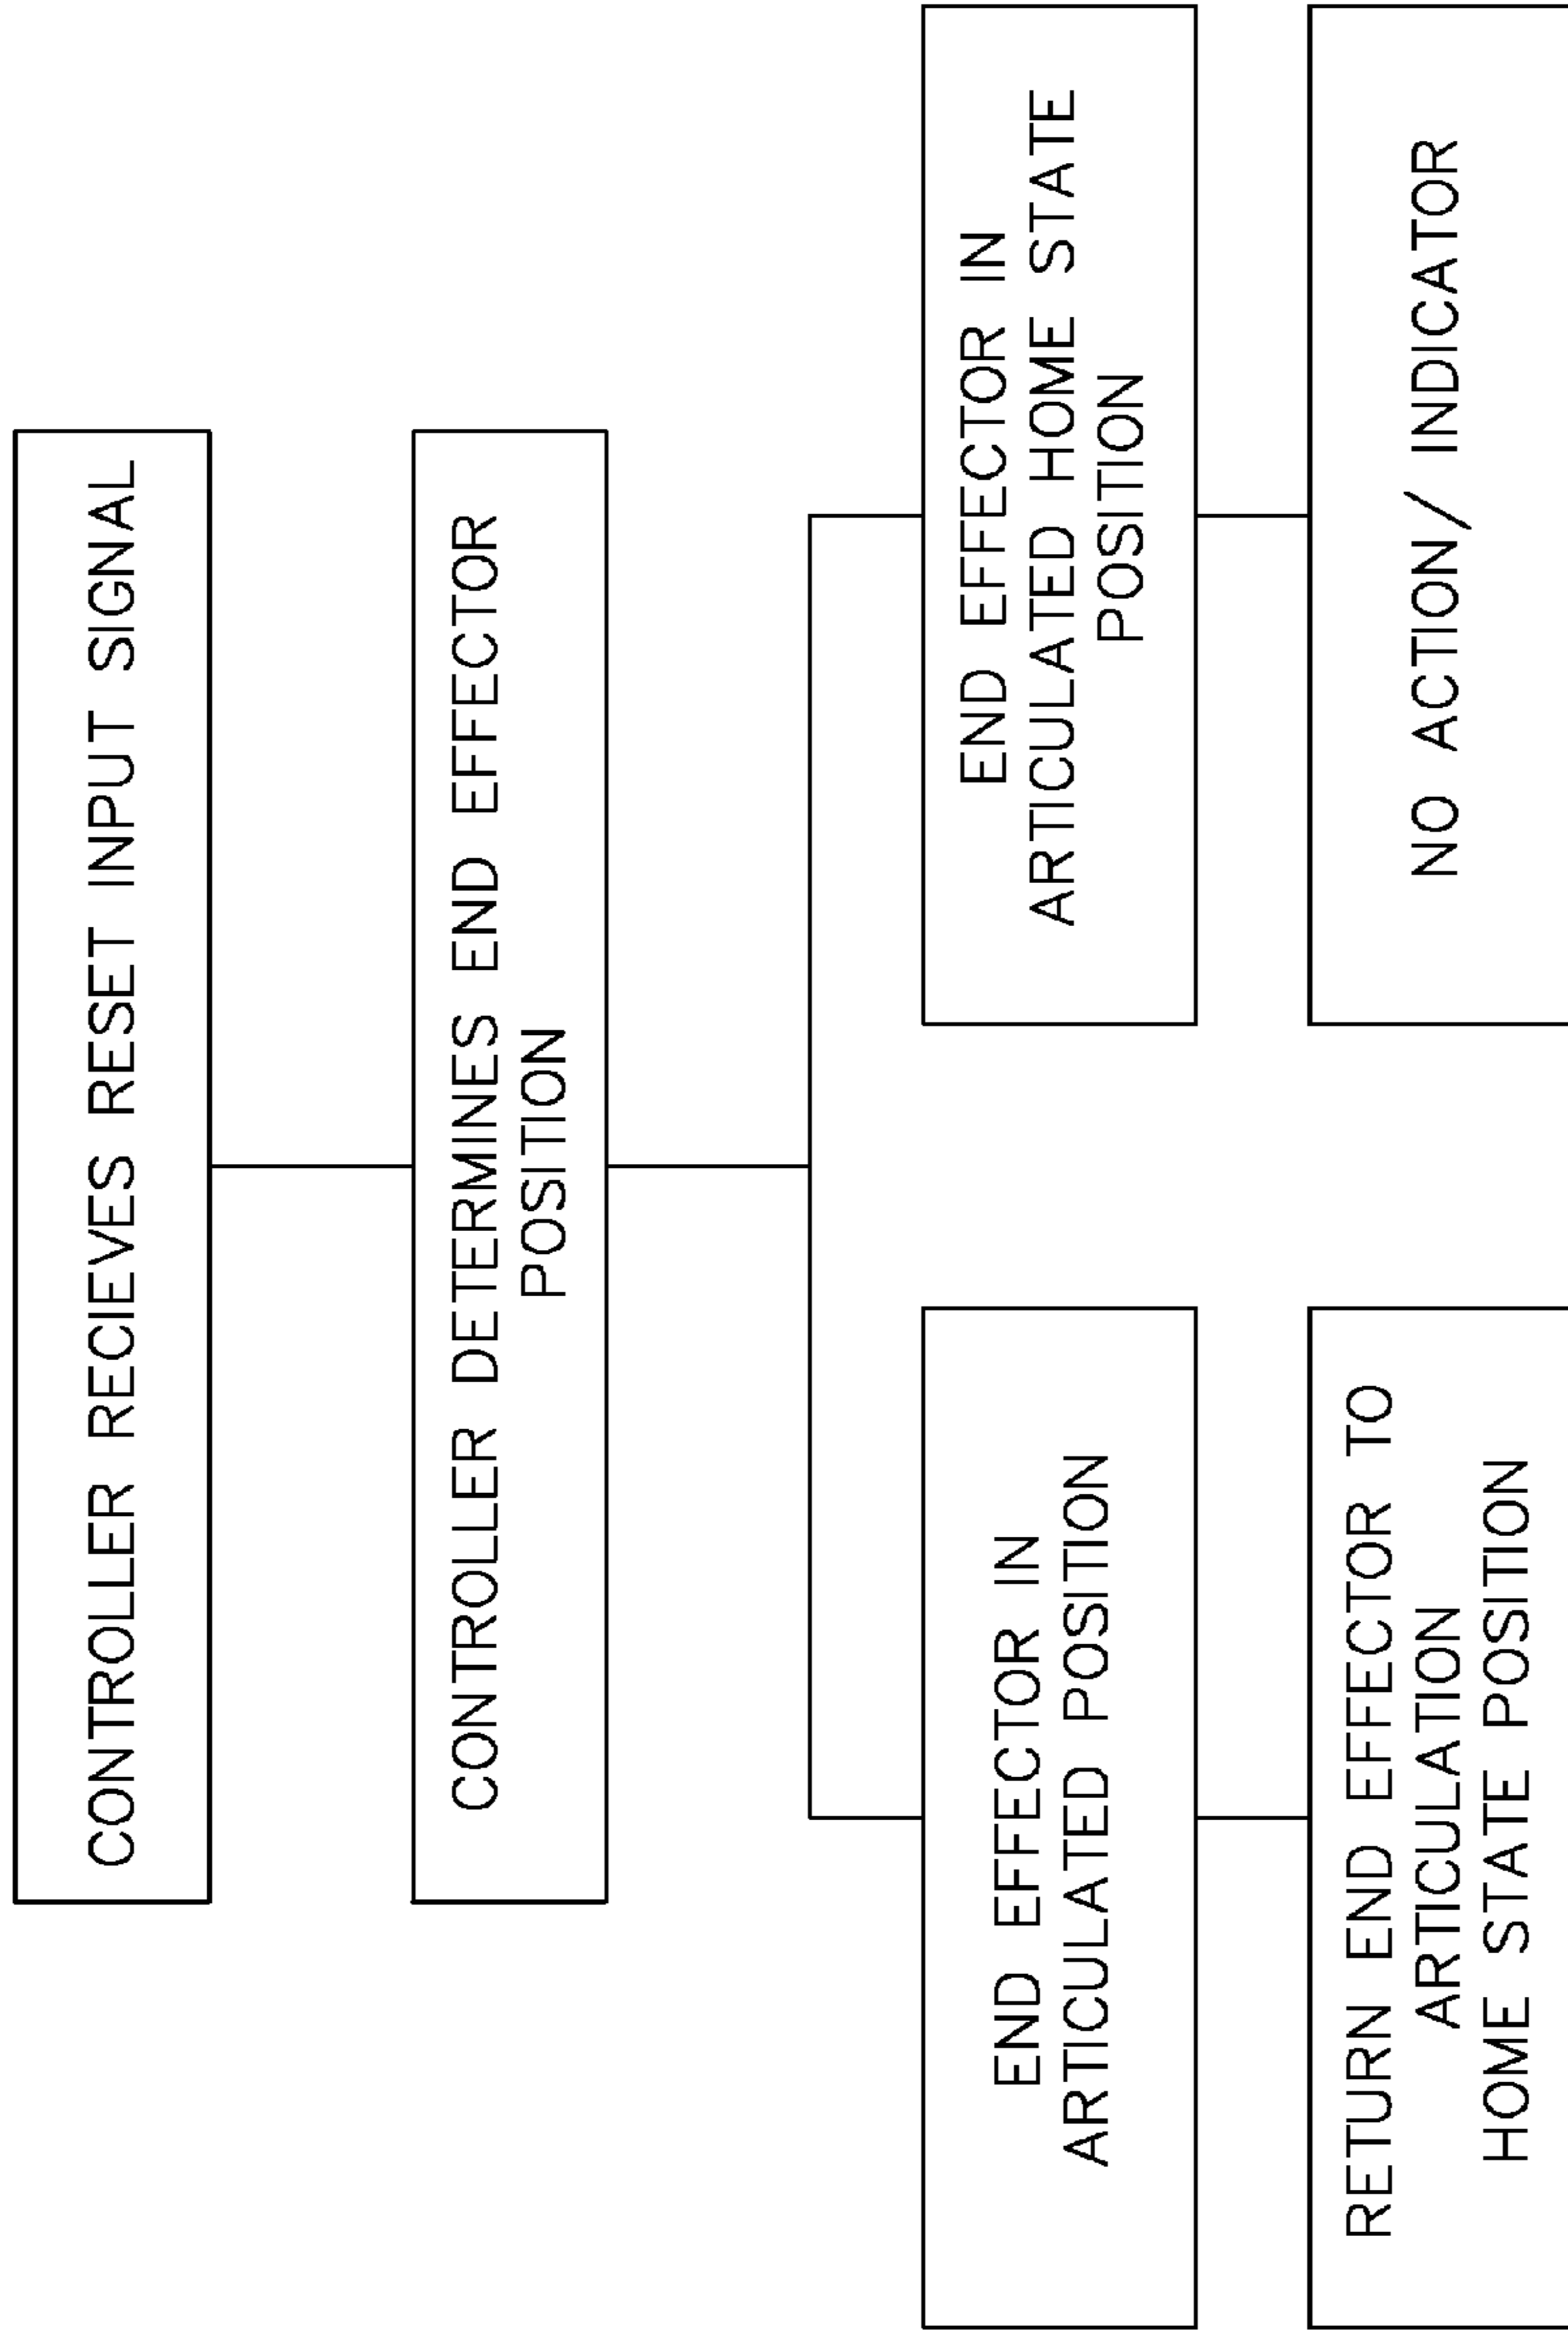 CONTROLLER RECIEVES RESET INPUT SIGNAL
CONTROLLER DETERMINES END EFFECTOR
POSITION
END EFFECTOR IN
ARTICULATED POSITION
END EFFECTOR IN
ARTICULATED HOME STATE
POSITION
RETURN END EFFECTOR TO
ARTICULATION
HOME STATE POSITION
NO ACTION/ INDICATOR